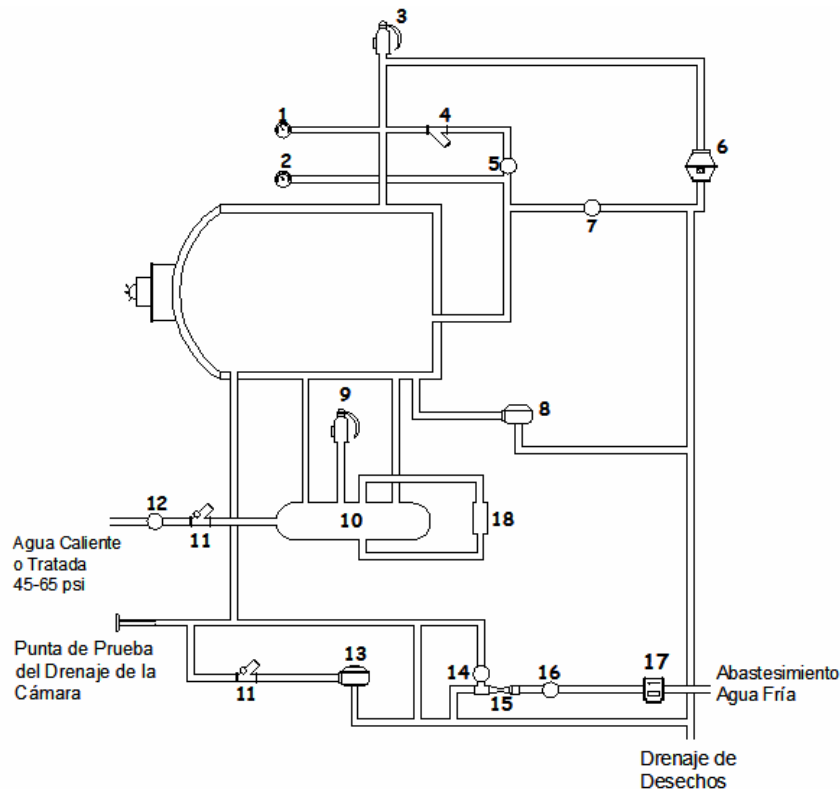 3
1
4
2
5
6
7
9
8
12
11
10
18
Agua Caliente
o Tratada
45-65 psi
Punta de Prueba
del Drenaje de la
Cámara
11
13
14
15
16
17
Abastesimiento
Agua Fría
Drenaje de
Desechos